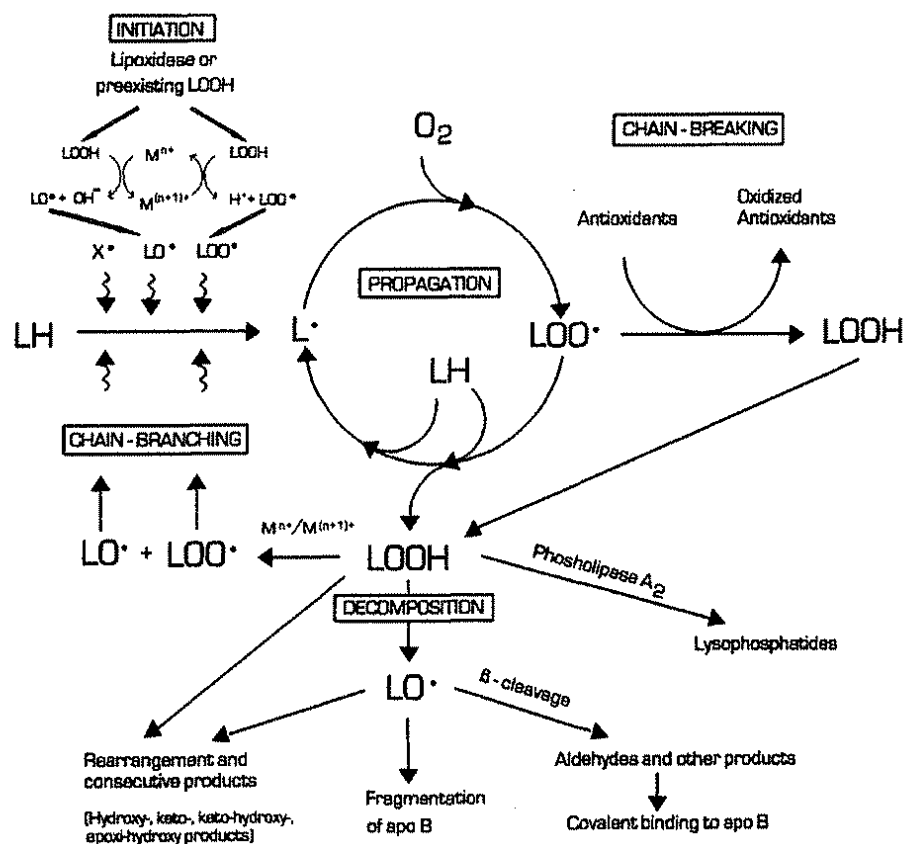 INITIATION
Lipoxidase or
preexisting LOOH
LOOH
Mⁿ⁺
LOOH
LO• + OH⁻
M⁽ⁿ⁺¹⁾⁺
H⁺ + LOO•
X•
LO•
LOO•
O₂
CHAIN - BREAKING
Antioxidants
Oxidized
Antioxidants
PROPAGATION
LH
L•
LOO•
LOOH
LH
CHAIN - BRANCHING
LO• + LOO•
Mⁿ⁺/M⁽ⁿ⁺¹⁾⁺
LOOH
Phosholipase A₂
Lysophosphatides
DECOMPOSITION
LO•
ß - cleavage
Rearrangement and
consecutive products
[Hydroxy-, keto-, keto-hydroxy-,
epoxi-hydroxy products]
Fragmentation
of apo B
Aldehydes and other products
Covalent binding to apo B